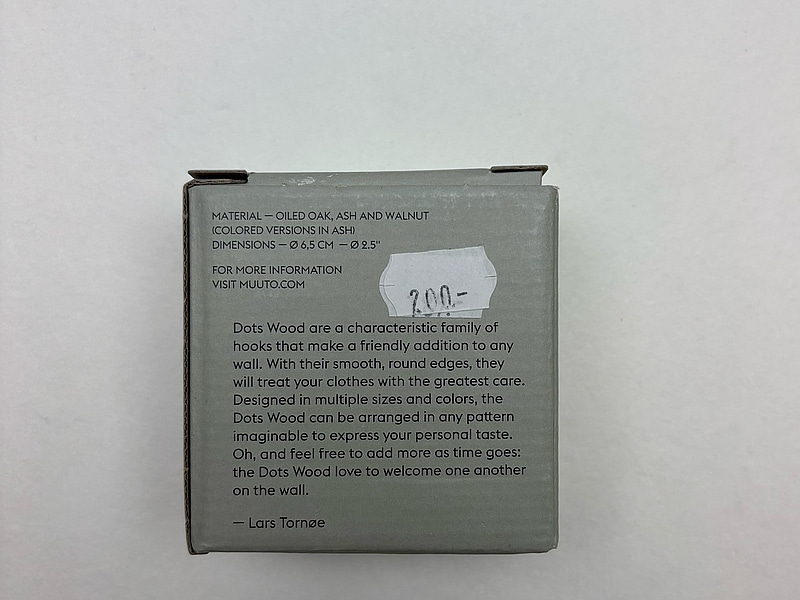 MATERIAL — OILED OAK, ASH AND WALNUT
(COLORED VERSIONS IN ASH)
DIMENSIONS — Ø 6,5 CM — Ø 2.5"
FOR MORE INFORMATION
VISIT MUUTO.COM
200,-
Dots Wood are a characteristic family of
hooks that make a friendly addition to any
wall. With their smooth, round edges, they
will treat your clothes with the greatest care.
Designed in multiple sizes and colors, the
Dots Wood can be arranged in any pattern
imaginable to express your personal taste.
Oh, and feel free to add more as time goes:
the Dots Wood love to welcome one another
on the wall.
— Lars Tornøe